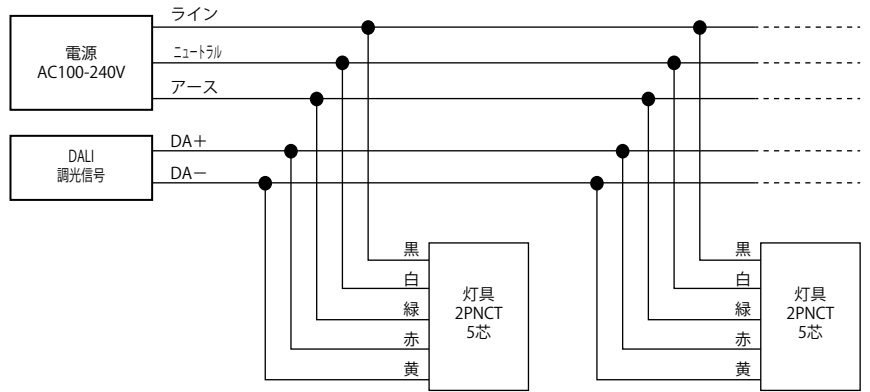 ライン
電源
AC100-240V
ニュートラル
アース
DALI
調光信号
DA＋
DA－
黒
白
緑
赤
黄
灯具
2PNCT
5芯
黒
白
緑
赤
黄
灯具
2PNCT
5芯